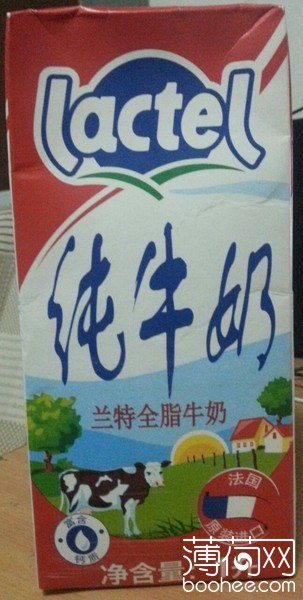 lactel
纯牛奶
兰特全脂牛奶
法国
原装进口
富含
钙质
净含量:
薄荷网
boohee.com